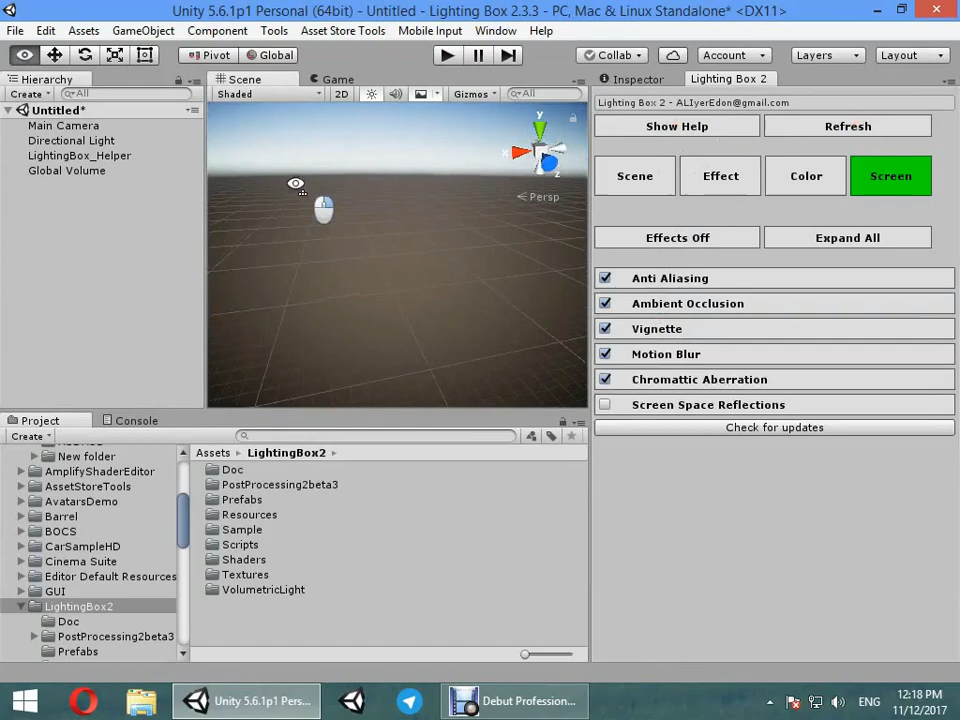 Unity 5.6.1p1 Personal (64bit) - Untitled - Lighting Box 2.3.3 - PC, Mac & Linux Standalone* <DX11>
File Edit Assets GameObject Component Tools Asset Store Tools Mobile Input Window Help
Pivot Global Collab Account Layers Layout
Hierarchy Scene Game Inspector Lighting Box 2
Create All Shaded 2D Gizmos All
Lighting Box 2 - ALIyerEdon@gmail.com
Untitled*
Main Camera
Directional Light
LightingBox_Helper
Global Volume
y
x
z
Persp
Show Help Refresh
Scene Effect Color Screen
Effects Off Expand All
Anti Aliasing
Ambient Occlusion
Vignette
Motion Blur
Chromattic Aberration
Screen Space Reflections
Check for updates
Project Console
Create
New folder
AmplifyShaderEditor
AssetStoreTools
AvatarsDemo
Barrel
BOCS
CarSampleHD
Cinema Suite
Editor Default Resources
GUI
LightingBox2
Doc
PostProcessing2beta3
Prefabs
Assets LightingBox2
Doc
PostProcessing2beta3
Prefabs
Resources
Sample
Scripts
Shaders
Textures
VolumetricLight
Unity 5.6.1p1 Pers... Debut Professiona... ENG 12:18 PM
11/12/2017